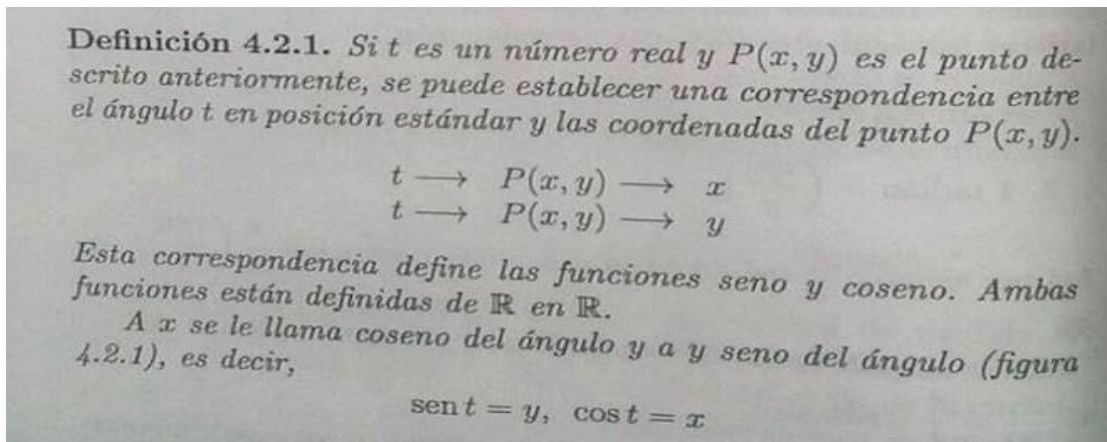 Definición 4.2.1. Si t es un número real y P(x, y) es el punto de-
scrito anteriormente, se puede establecer una correspondencia entre
el ángulo t en posición estándar y las coordenadas del punto P(x, y).
t ⟶ P(x, y) ⟶ x
t ⟶ P(x, y) ⟶ y
Esta correspondencia define las funciones seno y coseno. Ambas
funciones están definidas de ℝ en ℝ.
A x se le llama coseno del ángulo y a y seno del ángulo (figura
4.2.1), es decir,
sen t = y, cos t = x